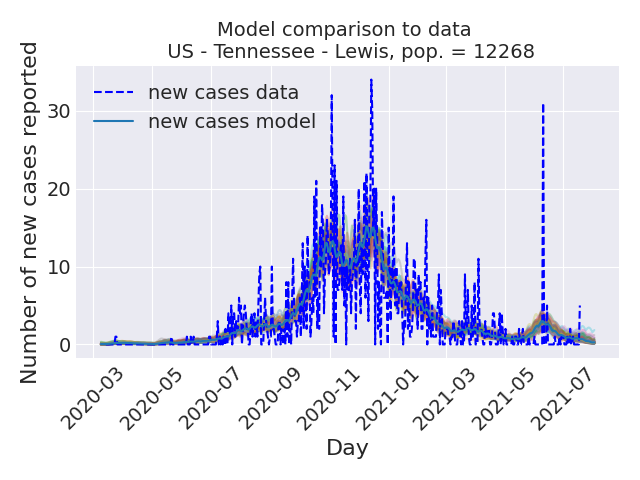 Model comparison to data
US - Tennessee - Lewis, pop. = 12268
Number of new cases reported
30
20
10
0
new cases data
new cases model
2020-03
2020-05
2020-07
2020-09
2020-11
2021-01
2021-03
2021-05
2021-07
Day